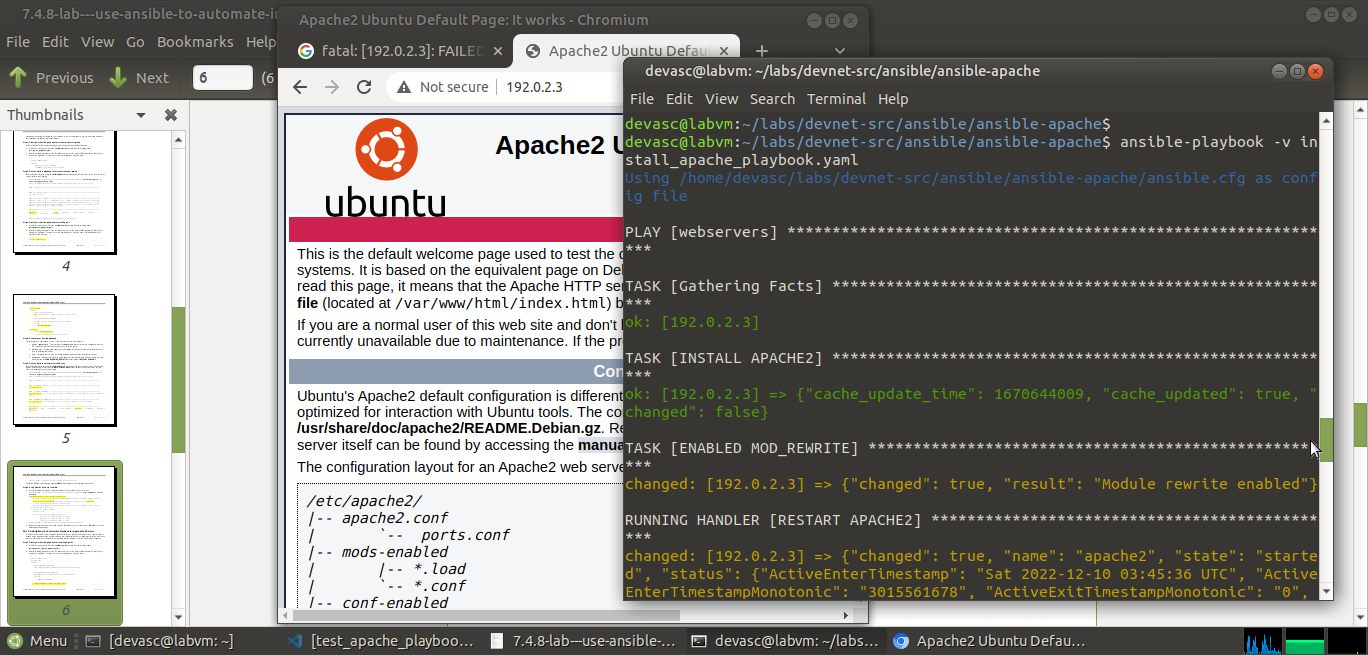 7.4.8-lab---use-ansible-to-automate-in
File Edit View Go Bookmarks Help
Previous Next 6 (6
Thumbnails
4
5
6
Apache2 Ubuntu Default Page: It works - Chromium
fatal: [192.0.2.3]: FAILED
Apache2 Ubuntu Defau
Not secure 192.0.2.3
ubuntu
Apache2 U
This is the default welcome page used to test the c
systems. It is based on the equivalent page on De
read this page, it means that the Apache HTTP se
file (located at /var/www/html/index.html) b
If you are a normal user of this web site and don't
currently unavailable due to maintenance. If the pr
Con
Ubuntu's Apache2 default configuration is different
optimized for interaction with Ubuntu tools. The co
/usr/share/doc/apache2/README.Debian.gz. Re
server itself can be found by accessing the manua
The configuration layout for an Apache2 web serve
/etc/apache2/
|-- apache2.conf
|       `--  ports.conf
|-- mods-enabled
|       |-- *.load
|       `-- *.conf
|-- conf-enabled
devasc@labvm: ~/labs/devnet-src/ansible/ansible-apache
File Edit View Search Terminal Help
devasc@labvm:~/labs/devnet-src/ansible/ansible-apache$
devasc@labvm:~/labs/devnet-src/ansible/ansible-apache$ ansible-playbook -v in
stall_apache_playbook.yaml
Using /home/devasc/labs/devnet-src/ansible/ansible-apache/ansible.cfg as conf
ig file
PLAY [webservers] ***********************************************************
***
TASK [Gathering Facts] ******************************************************
***
ok: [192.0.2.3]
TASK [INSTALL APACHE2] ******************************************************
***
ok: [192.0.2.3] => {"cache_update_time": 1670644009, "cache_updated": true, "
changed": false}
TASK [ENABLED MOD_REWRITE] **************************************************
***
changed: [192.0.2.3] => {"changed": true, "result": "Module rewrite enabled"}
RUNNING HANDLER [RESTART APACHE2] *******************************************
***
changed: [192.0.2.3] => {"changed": true, "name": "apache2", "state": "starte
d", "status": {"ActiveEnterTimestamp": "Sat 2022-12-10 03:45:36 UTC", "Active
EnterTimestampMonotonic": "3015561678", "ActiveExitTimestampMonotonic": "0",
Menu [devasc@labvm: ~] [test_apache_playboo... 7.4.8-lab---use-ansible-... devasc@labvm: ~/labs... Apache2 Ubuntu Defau...